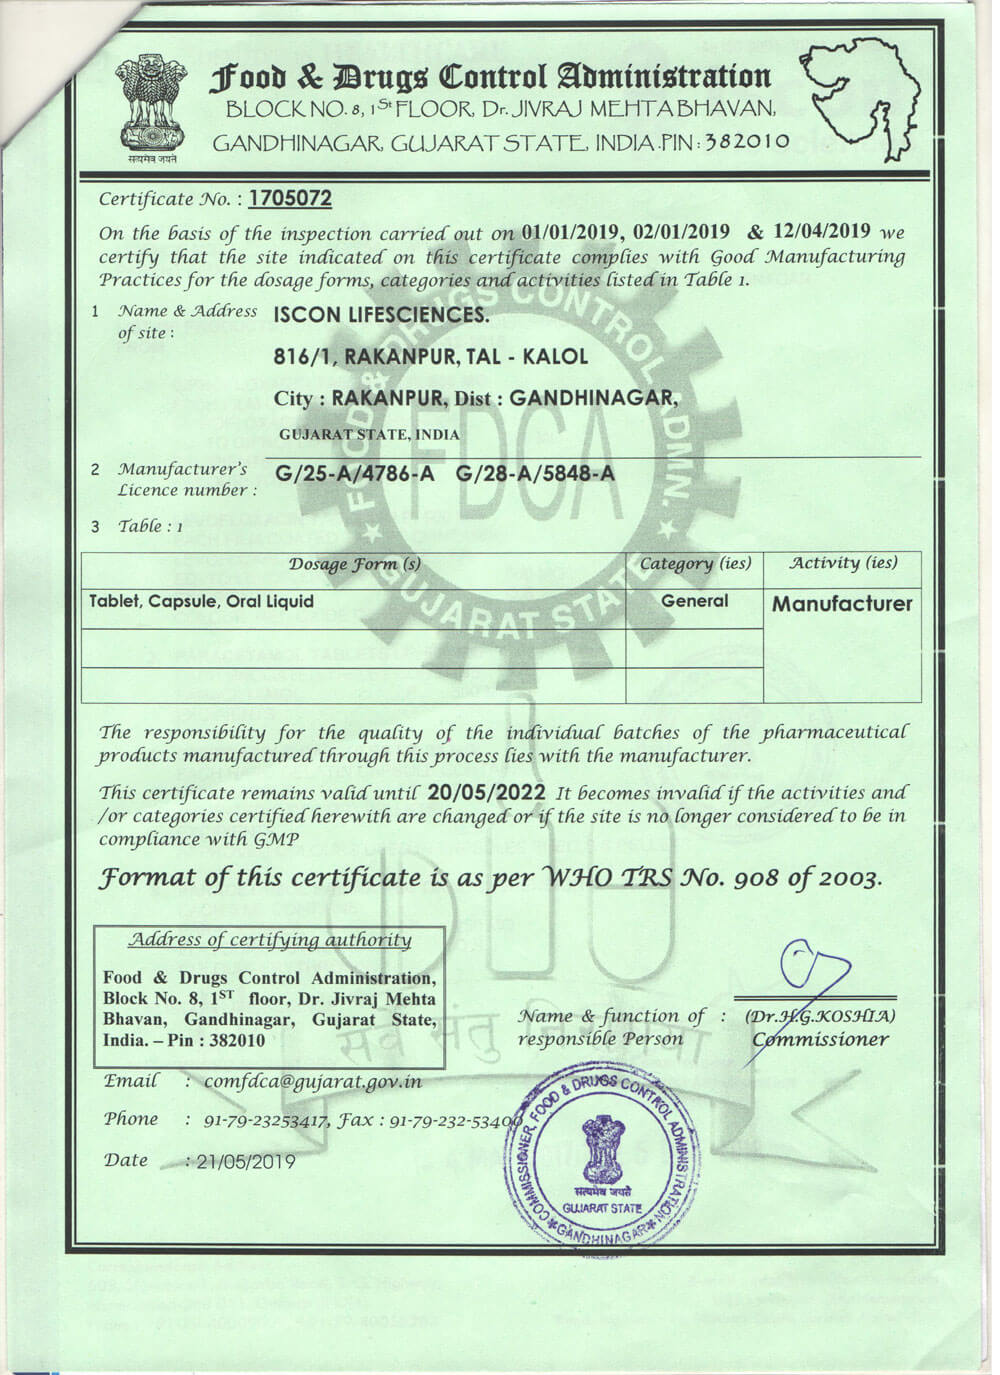 Food & Drugs Control Administration
BLOCK NO. 8, 1St FLOOR, Dr. JIVRAJ MEHTA BHAVAN,
GANDHINAGAR, GUJARAT STATE, INDIA.PIN : 382010
सत्यमेव जयते
Certificate No. : 1705072
On the basis of the inspection carried out on 01/01/2019, 02/01/2019 & 12/04/2019 we
certify that the site indicated on this certificate complies with Good Manufacturing
Practices for the dosage forms, categories and activities listed in Table 1.
1 Name & Address ISCON LIFESCIENCES.
of site :
816/1, RAKANPUR, TAL - KALOL
City : RAKANPUR, Dist : GANDHINAGAR,
GUJARAT STATE, INDIA
2 Manufacturer's G/25-A/4786-A G/28-A/5848-A
Licence number :
3 Table : 1
Dosage Form (s) Category (ies) Activity (ies)
Tablet, Capsule, Oral Liquid General Manufacturer
FOOD & DRUGS CONTROL ADMN.
FDCA
GUJARAT STATE
The responsibility for the quality of the individual batches of the pharmaceutical
products manufactured through this process lies with the manufacturer.
This certificate remains valid until 20/05/2022 It becomes invalid if the activities and
/or categories certified herewith are changed or if the site is no longer considered to be in
compliance with GMP
Format of this certificate is as per WHO TRS No. 908 of 2003.
Address of certifying authority
Food & Drugs Control Administration,
Block No. 8, 1ST floor, Dr. Jivraj Mehta
Bhavan, Gandhinagar, Gujarat State,
India. – Pin : 382010
Name & function of : (Dr.H.G.KOSHIA)
responsible Person Commissioner
सर्वे संतु
Email : comfdca@gujarat.gov.in
Phone : 91-79-23253417, Fax : 91-79-232-53400
Date : 21/05/2019
COMMISSIONER, FOOD & DRUGS CONTROL ADMINISTRATION
सत्यमेव जयते
GUJARAT STATE
GANDHINAGAR